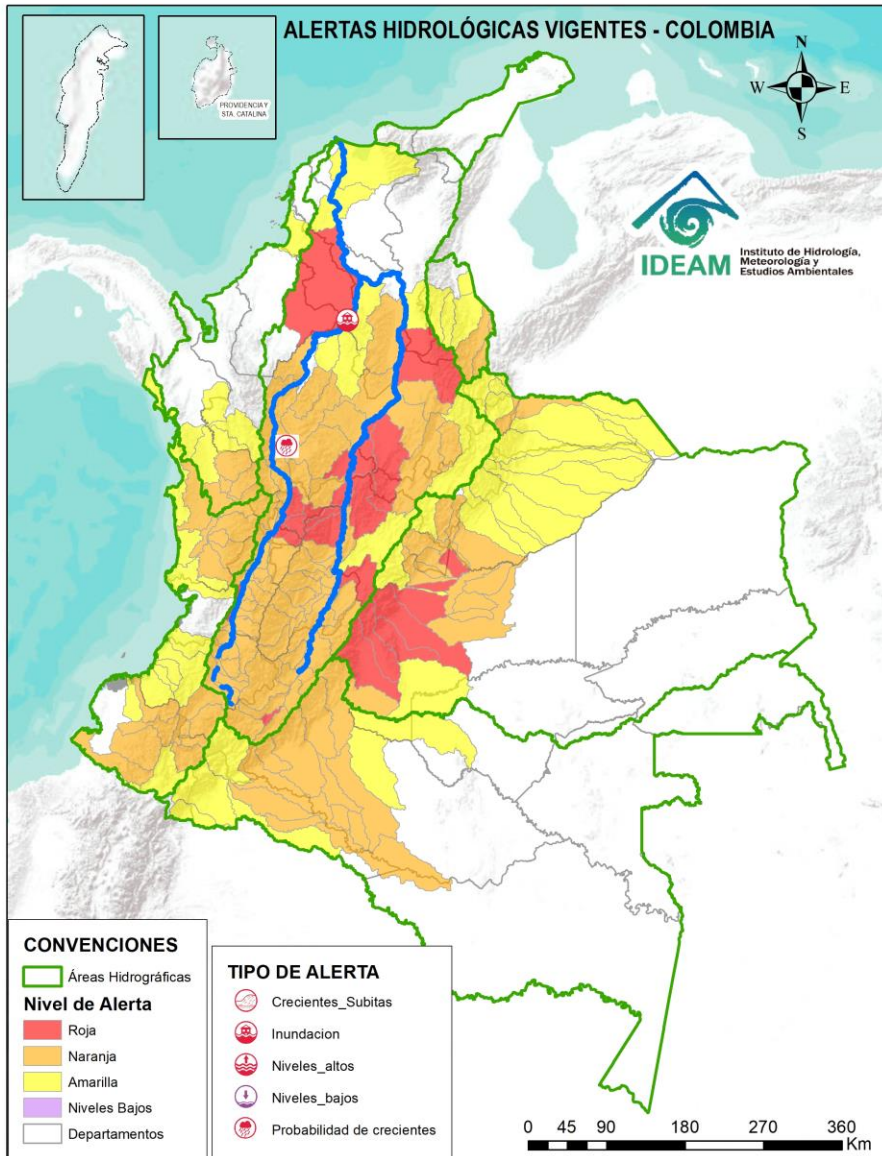 ALERTAS HIDROLÓGICAS VIGENTES - COLOMBIA
PROVIDENCIA Y
STA. CATALINA
N
W
E
S
IDEAM
Instituto de Hidrología,
Meteorología y
Estudios Ambientales
CONVENCIONES
Áreas Hidrográficas
Nivel de Alerta
Roja
Naranja
Amarilla
Niveles Bajos
Departamentos
TIPO DE ALERTA
Crecientes_Subitas
Inundacion
Niveles_altos
Niveles_bajos
Probabilidad de crecientes
0 45 90 180 270 360
Km